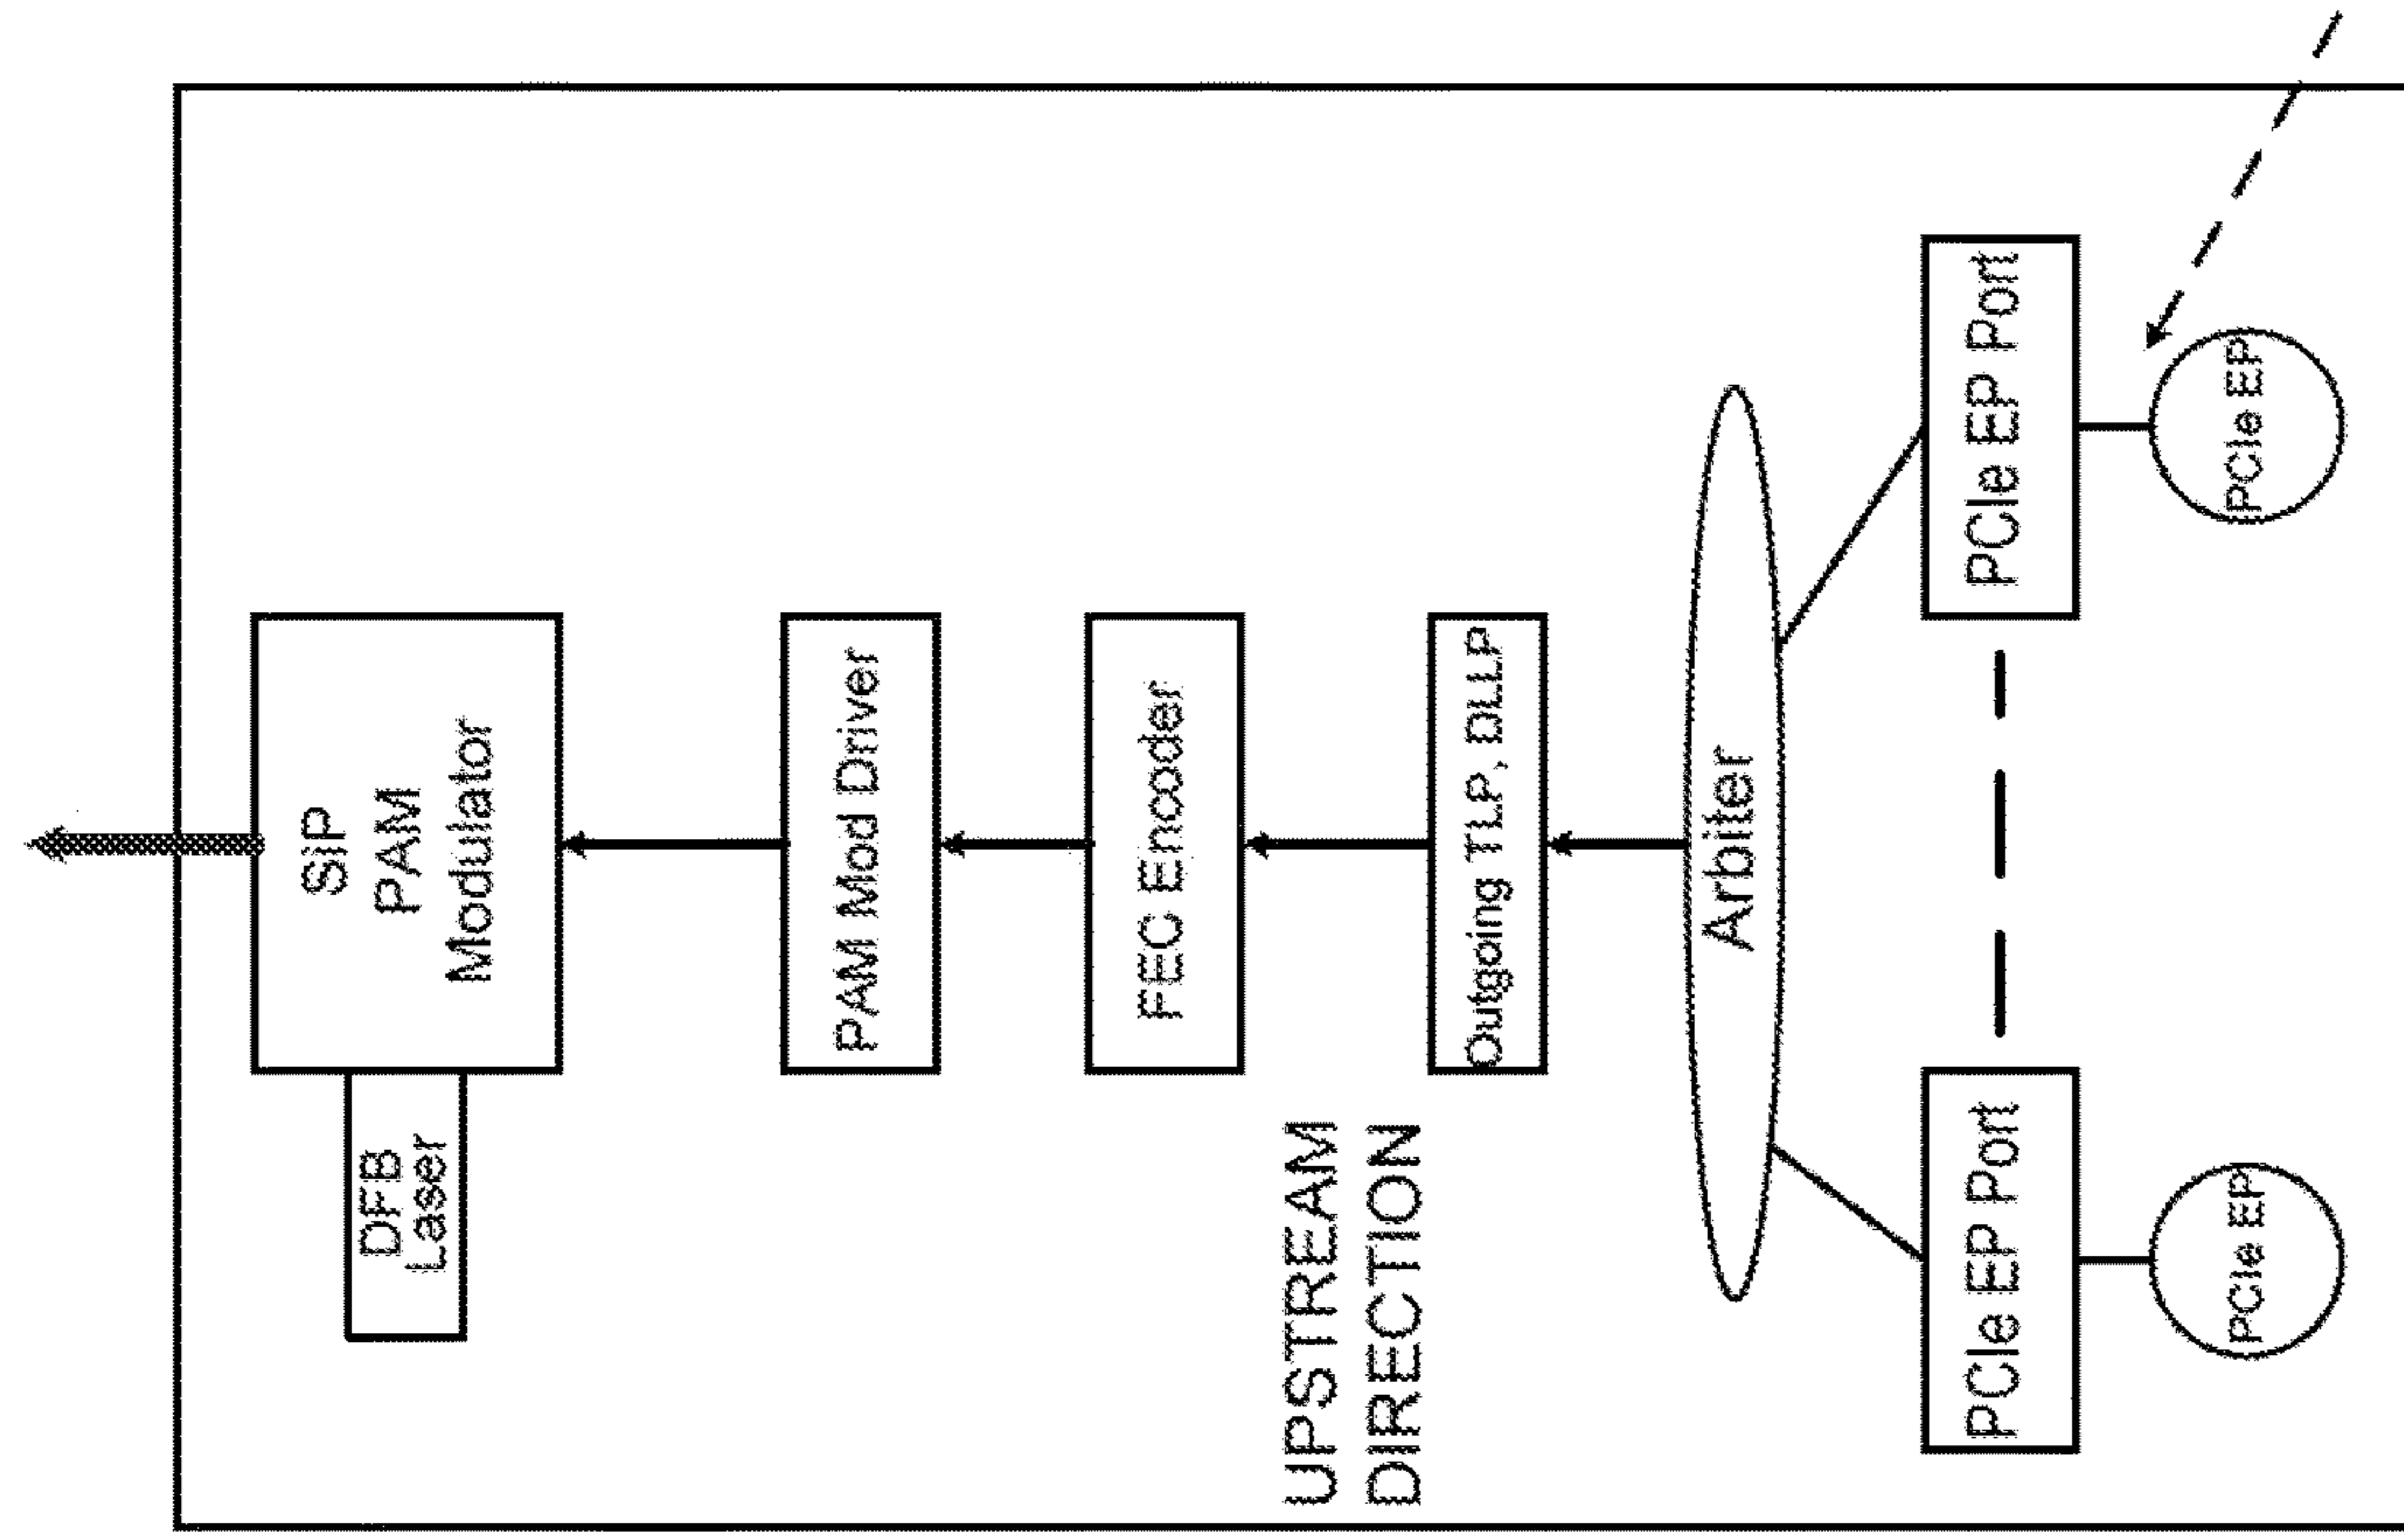 DFB
Laser
SiP
PAM
Modulator
PAM Mod Driver
FEC Encoder
UPSTREAM
DIRECTION
Outgoing TLP, DLLP
Arbiter
PCIe EP Port
PCIe EP Port
PCIe EP
PCIe EP